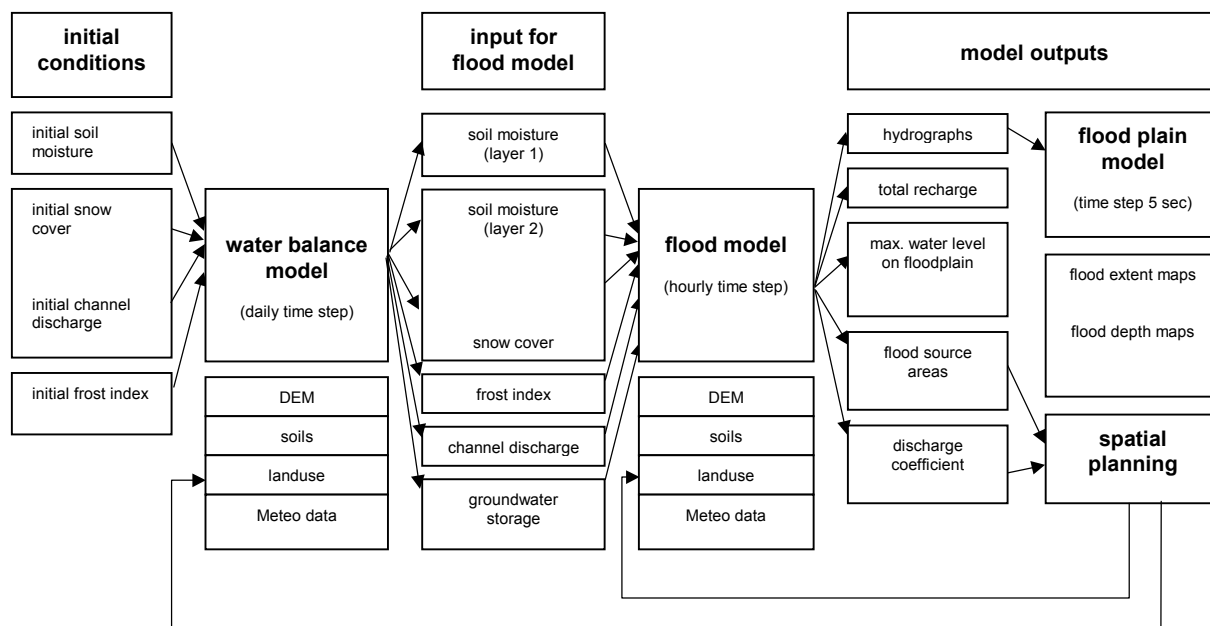 initial
conditions
input for
flood model
model outputs
initial soil
moisture
initial snow
cover
initial channel
discharge
initial frost index
water balance
model
(daily time step)
DEM
soils
landuse
Meteo data
soil moisture
(layer 1)
soil moisture
(layer 2)
snow cover
frost index
channel discharge
groundwater
storage
flood model
(hourly time step)
DEM
soils
landuse
Meteo data
hydrographs
total recharge
max. water level
on floodplain
flood source
areas
discharge
coefficient
flood plain
model
(time step 5 sec)
flood extent maps
flood depth maps
spatial
planning